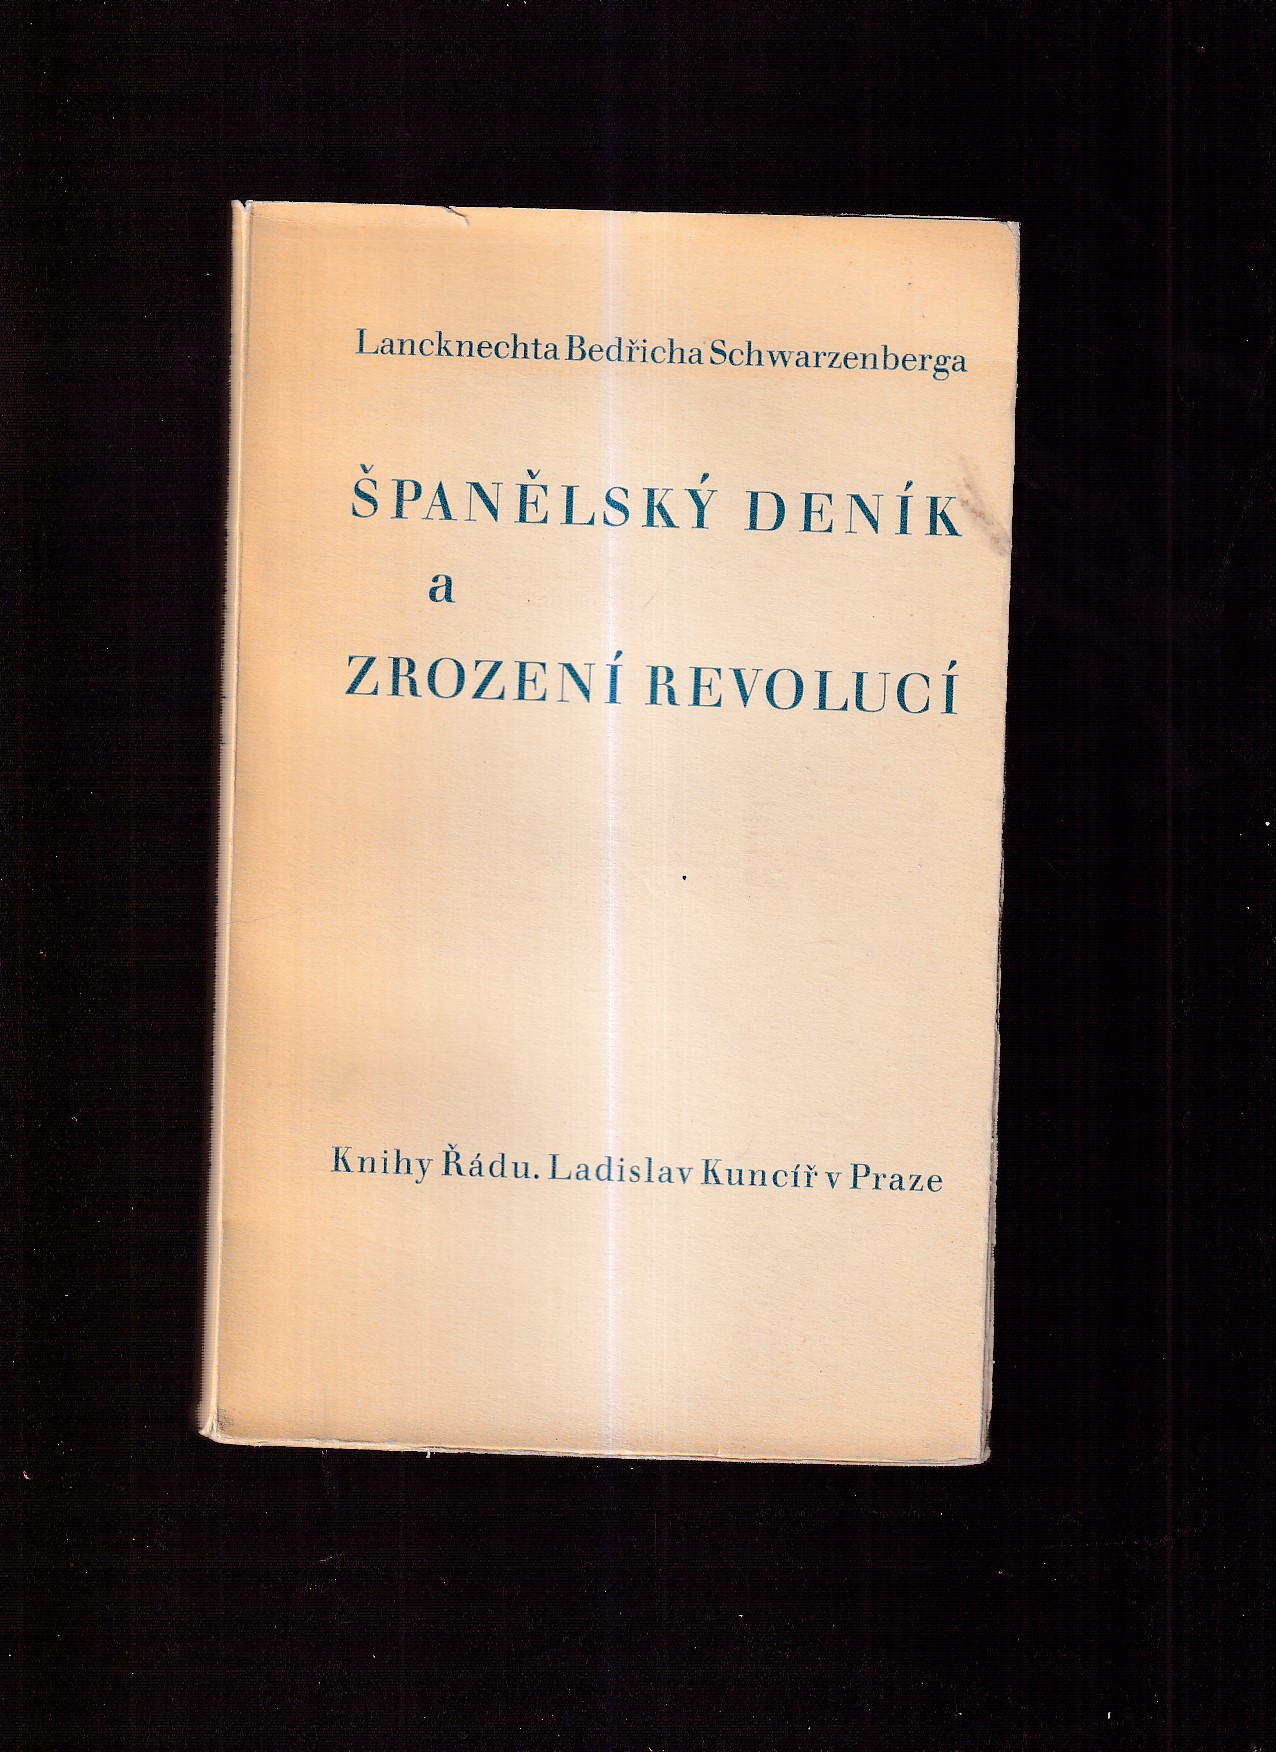 Lancknechta Bedřicha Schwarzenberga
ŠPANĚLSKÝ DENÍK
a
ZROZENÍ REVOLUCÍ
Knihy Řádu. Ladislav Kuncíř v Praze